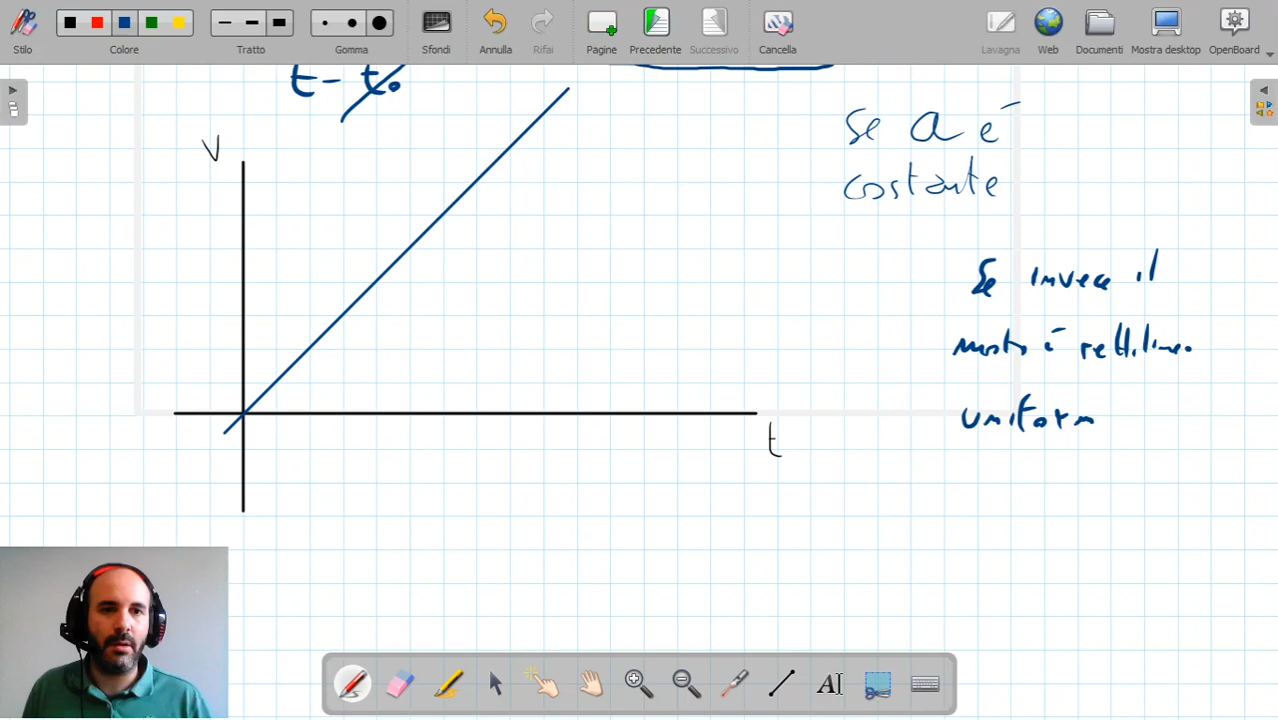 Stilo
Colore
Tratto
Gomma
Sfondi
Annulla
Rifai
Pagine
Precedente
Successivo
Cancella
Lavagna
Web
Documenti
Mostra desktop
OpenBoard
t - t₀
V
t
Se a é
costante
Se invece il
moto è rettilineo
uniform
AI